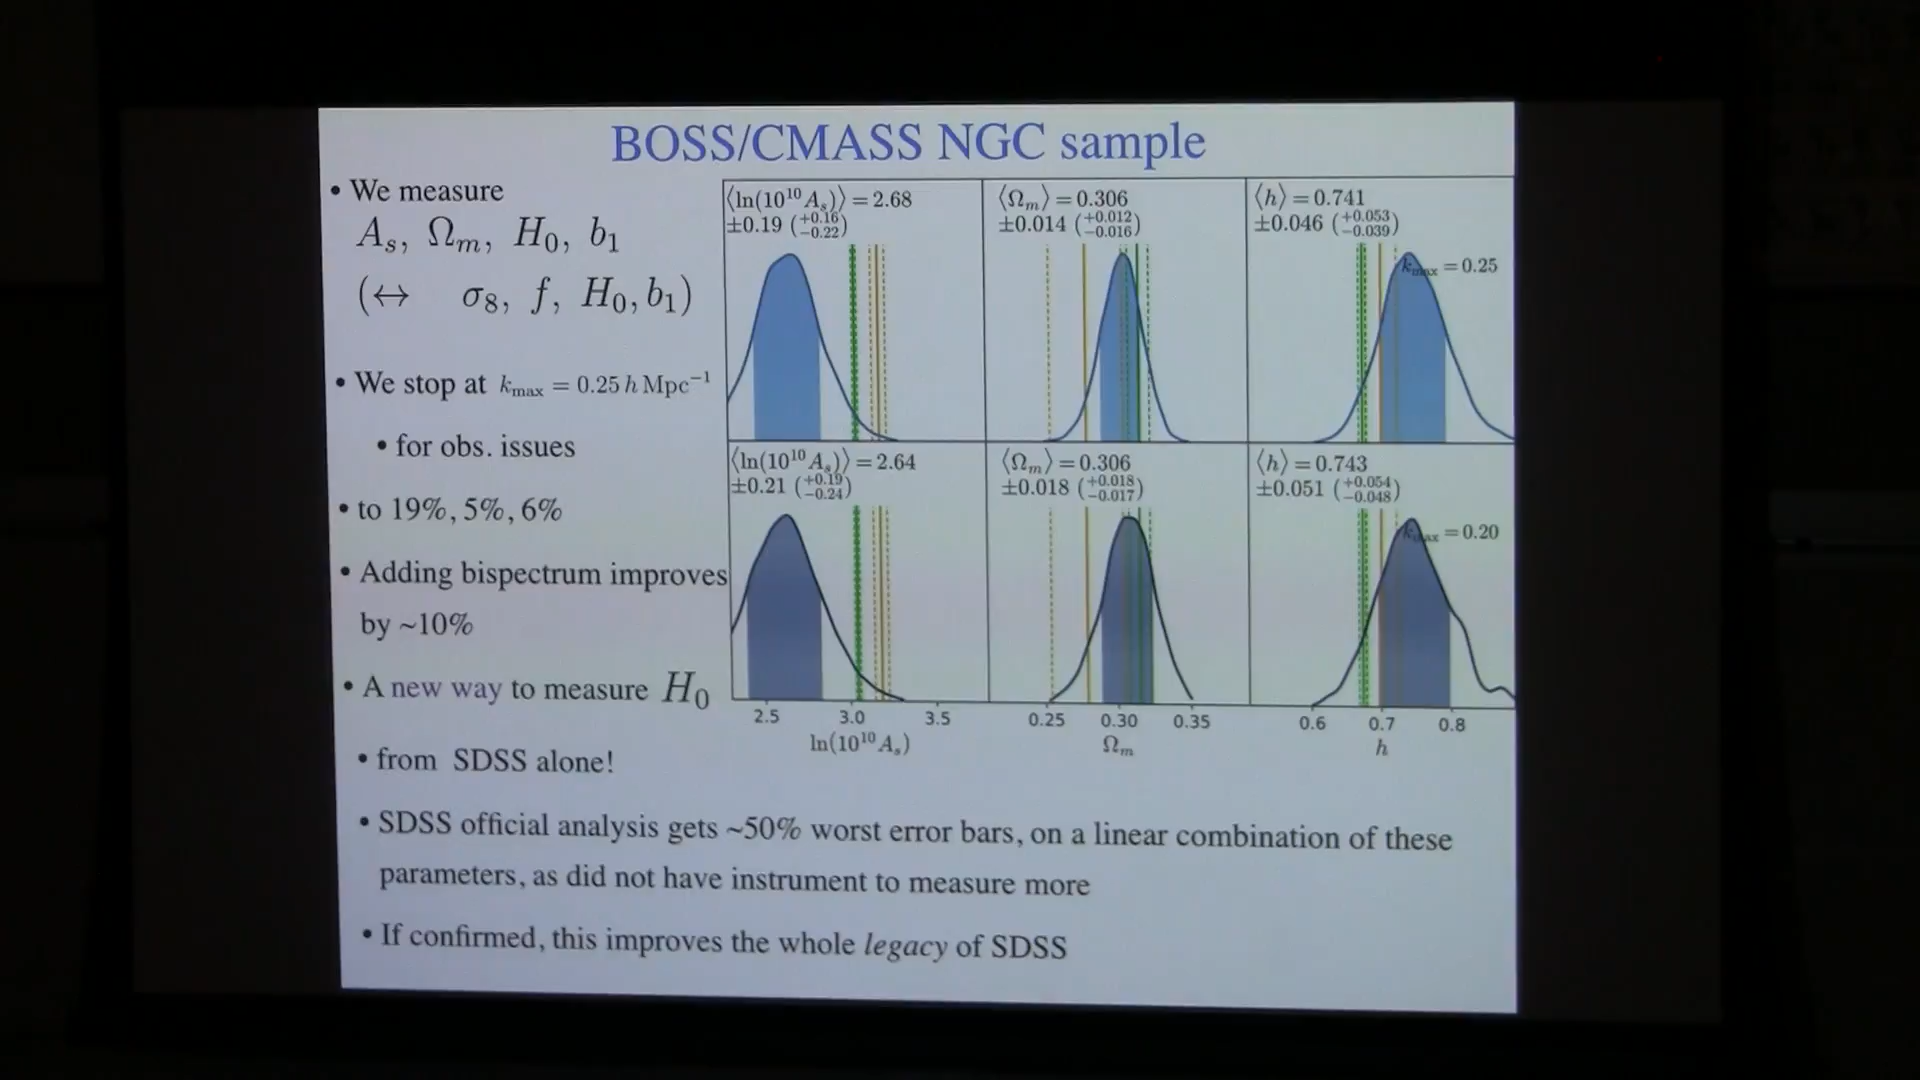 BOSS/CMASS NGC sample
• We measure
A_s, Ω_m, H_0, b_1
(↔ σ_8, f, H_0, b_1)
• We stop at k_max = 0.25 h Mpc^−1
• for obs. issues
• to 19%, 5%, 6%
• Adding bispectrum improves
by ~10%
• A new way to measure H_0
• from SDSS alone!
• SDSS official analysis gets ~50% worst error bars, on a linear combination of these
parameters, as did not have instrument to measure more
• If confirmed, this improves the whole legacy of SDSS
⟨ln(10^10 A_s)⟩ = 2.68
±0.19 (+0.16 −0.22)
⟨Ω_m⟩ = 0.306
±0.014 (+0.012 −0.016)
⟨h⟩ = 0.741
±0.046 (+0.053 −0.039)
k_max = 0.25
⟨ln(10^10 A_s)⟩ = 2.64
±0.21 (+0.19 −0.24)
⟨Ω_m⟩ = 0.306
±0.018 (+0.018 −0.017)
⟨h⟩ = 0.743
±0.051 (+0.054 −0.048)
k_max = 0.20
2.5 3.0 3.5
ln(10^10 A_s)
0.25 0.30 0.35
Ω_m
0.6 0.7 0.8
h